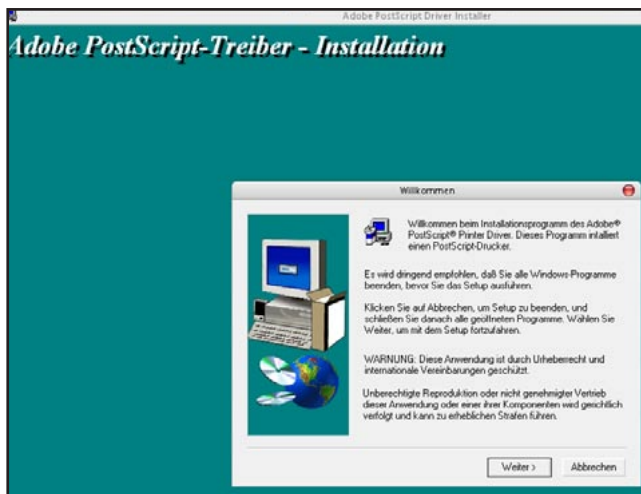 Adobe PostScript Driver Installer
Adobe PostScript-Treiber - Installation
Willkommen
Willkommen beim Installationsprogramm des Adobe®
PostScript® Printer Driver. Dieses Programm intalliert
einen PostScript-Drucker.
Es wird dringend empfohlen, daß Sie alle Windows-Programme
beenden, bevor Sie das Setup ausführen.
Klicken Sie auf Abbrechen, um Setup zu beenden, und
schließen Sie danach alle geöffneten Programme. Wählen Sie
Weiter, um mit dem Setup fortzufahren.
WARNUNG: Diese Anwendung ist durch Urheberrecht und
internationale Vereinbarungen geschützt.
Unberechtigte Reproduktion oder nicht genehmigter Vertrieb
dieser Anwendung oder einer ihrer Komponenten wird gerichtlich
verfolgt und kann zu erheblichen Strafen führen.
Weiter >
Abbrechen